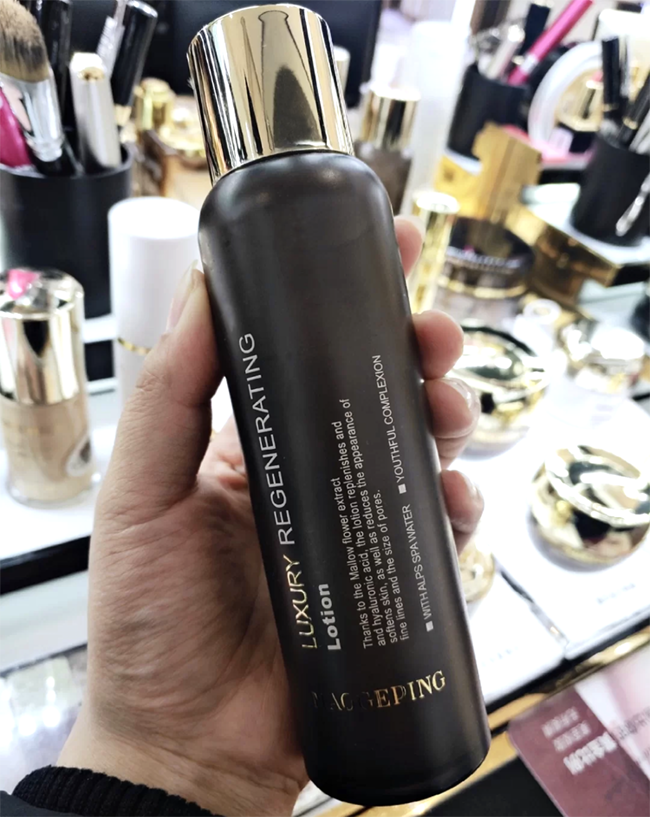 LUXURY REGENERATING
Lotion
Thanks to the Mallow flower extract
and hyaluronic acid, the lotion replenishes and
softens skin, as well as reduces the appearance of
fine lines and the size of pores.
■ WITH ALPS SPA WATER ■ YOUTHFUL COMPLEXION
MAOGEPING